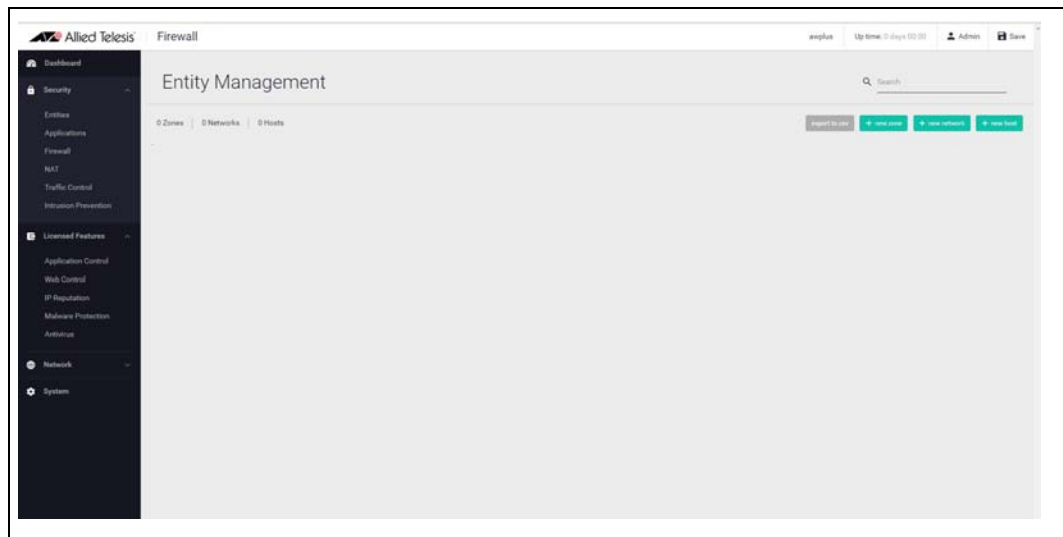 Allied Telesis
Firewall
awplus
Up time: 0 days 00:00
Admin
Save
Dashboard
Security
Entities
Applications
Firewall
NAT
Traffic Control
Intrusion Prevention
Licensed Features
Application Control
Web Control
IP Reputation
Malware Protection
Antivirus
Network
System
Entity Management
Search
0 Zones | 0 Networks | 0 Hosts
export to csv
+ new zone
+ new network
+ new host